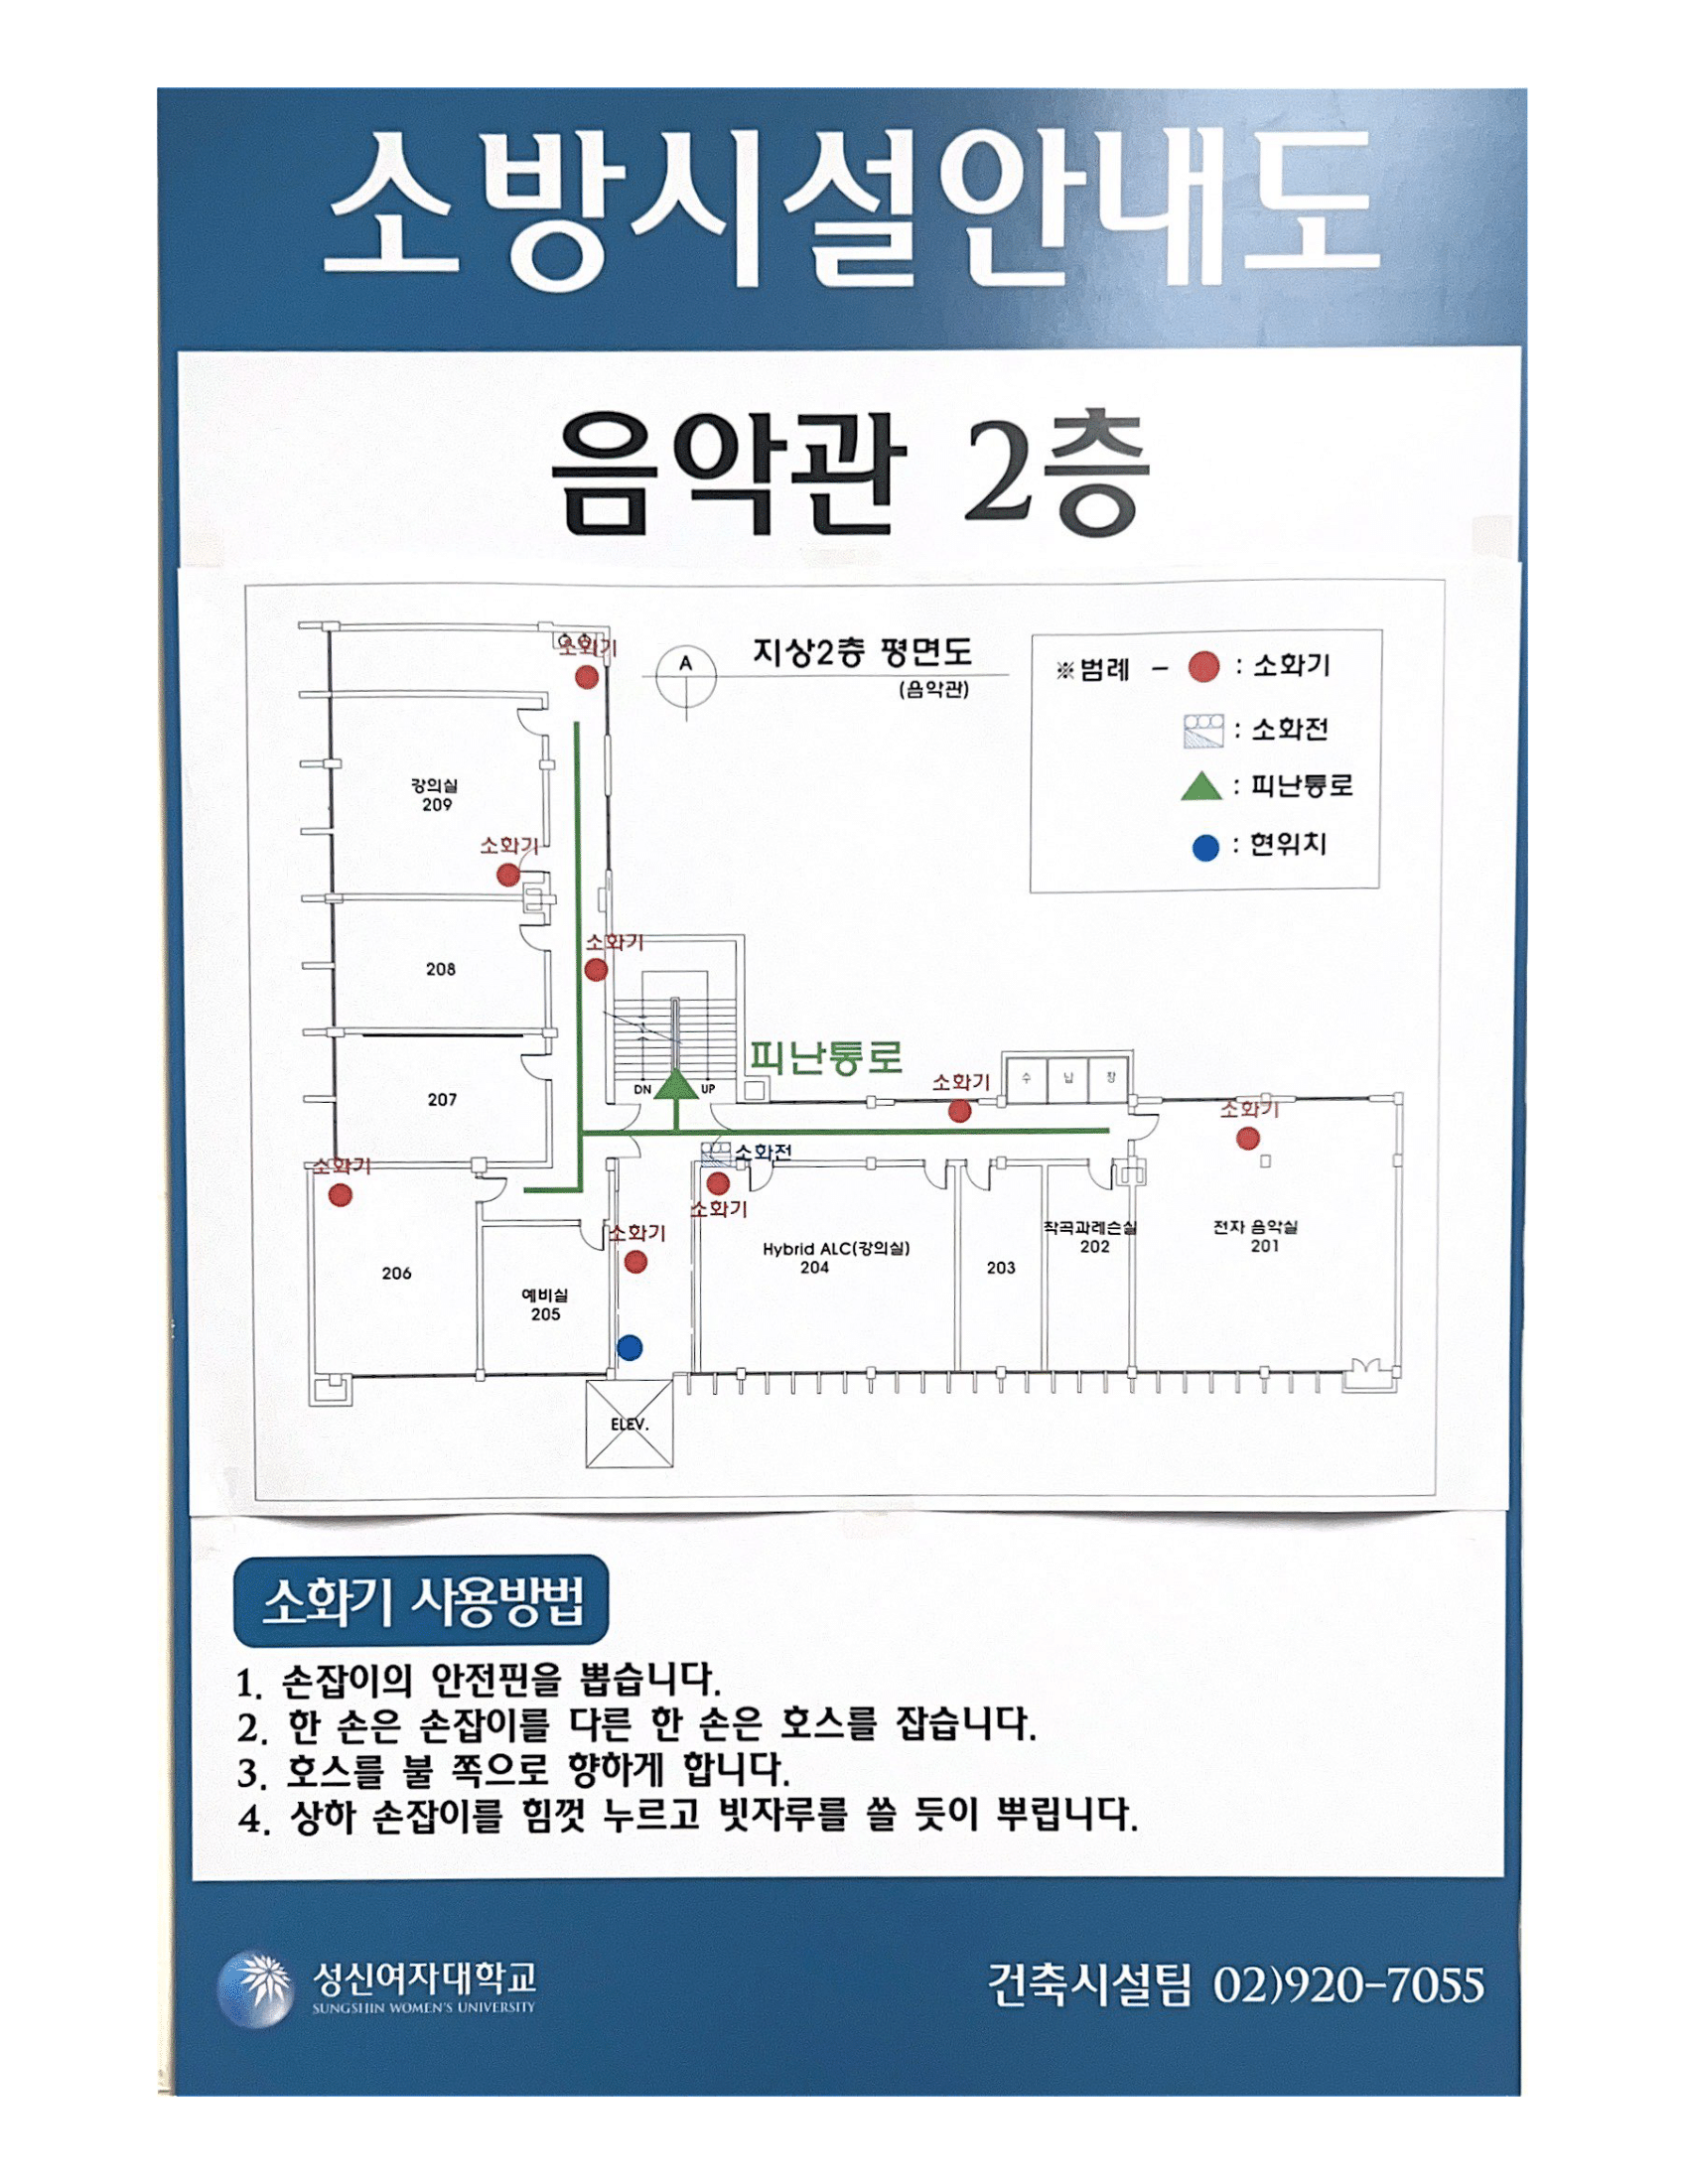 소방시설안내도
음악관 2층
A
지상2층 평면도
(음악관)
※범례 - : 소화기
: 소화전
: 피난통로
: 현위치
소화기
강의실
209
소화기
208
소화기
207
DN
UP
피난통로
소화기
수 납 장
소화기
소화전
소화기
소화기
206
예비실
205
소화기
Hybrid ALC(강의실)
204
203
작곡과레슨실
202
전자 음악실
201
ELEV.
소화기 사용방법
1. 손잡이의 안전핀을 뽑습니다.
2. 한 손은 손잡이를 다른 한 손은 호스를 잡습니다.
3. 호스를 불 쪽으로 향하게 합니다.
4. 상하 손잡이를 힘껏 누르고 빗자루를 쓸 듯이 뿌립니다.
성신여자대학교
SUNGSHIN WOMEN'S UNIVERSITY
건축시설팀 02)920-7055